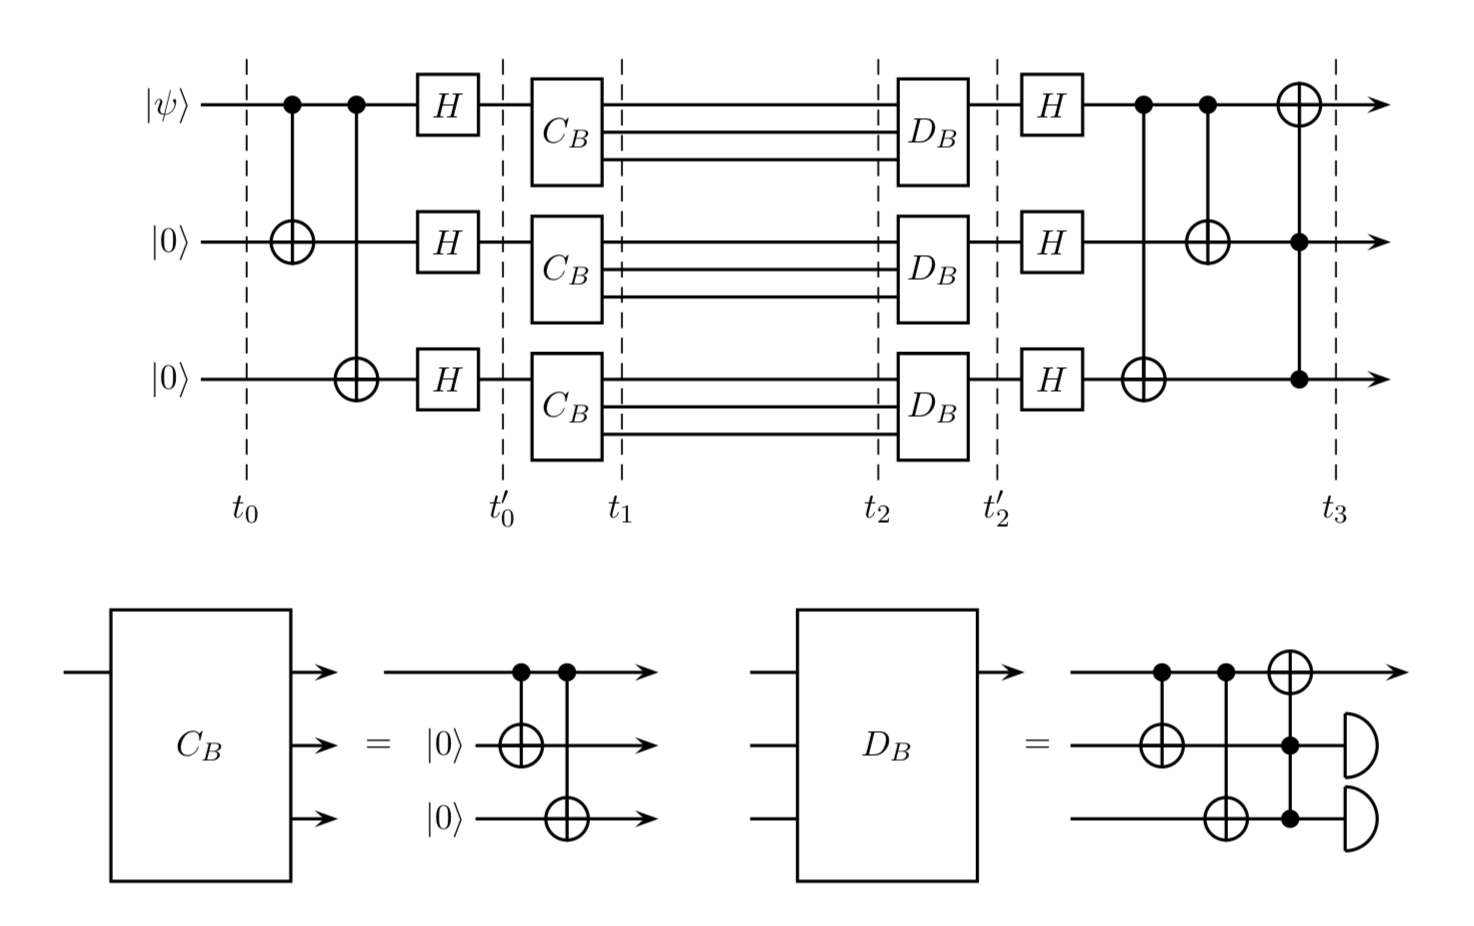 |ψ⟩ H C_B D_B H
|0⟩ H C_B D_B H
|0⟩ H C_B D_B H
t_0 t'_0 t_1 t_2 t'_2 t_3
C_B = |0⟩ D_B =
|0⟩